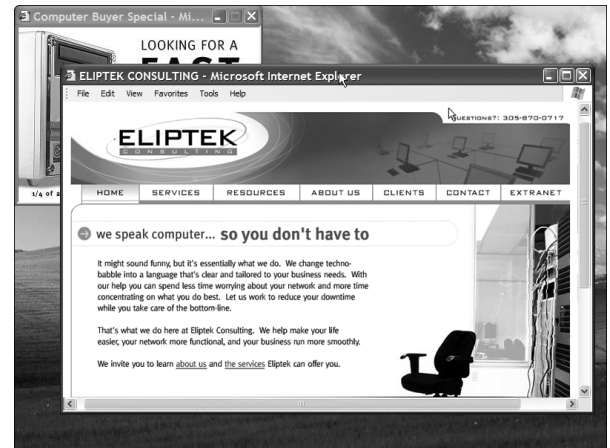 Computer Buyer Special - Mi...
LOOKING FOR A
ELIPTEK CONSULTING - Microsoft Internet Explorer
File Edit View Favorites Tools Help
QUESTIONS?: 305-870-0717
ELIPTEK
CONSULTING
1/4 of a
HOME SERVICES RESOURCES ABOUT US CLIENTS CONTACT EXTRANET
we speak computer... so you don't have to
It might sound funny, but it's essentially what we do. We change techno-
babble into a language that's clear and tailored to your business needs. With
our help you can spend less time worrying about your network and more time
concentrating on what you do best. Let us work to reduce your downtime
while you take care of the bottom-line.
That's what we do here at Eliptek Consulting. We help make your life
easier, your network more functional, and your business run more smoothly.
We invite you to learn about us and the services Eliptek can offer you.